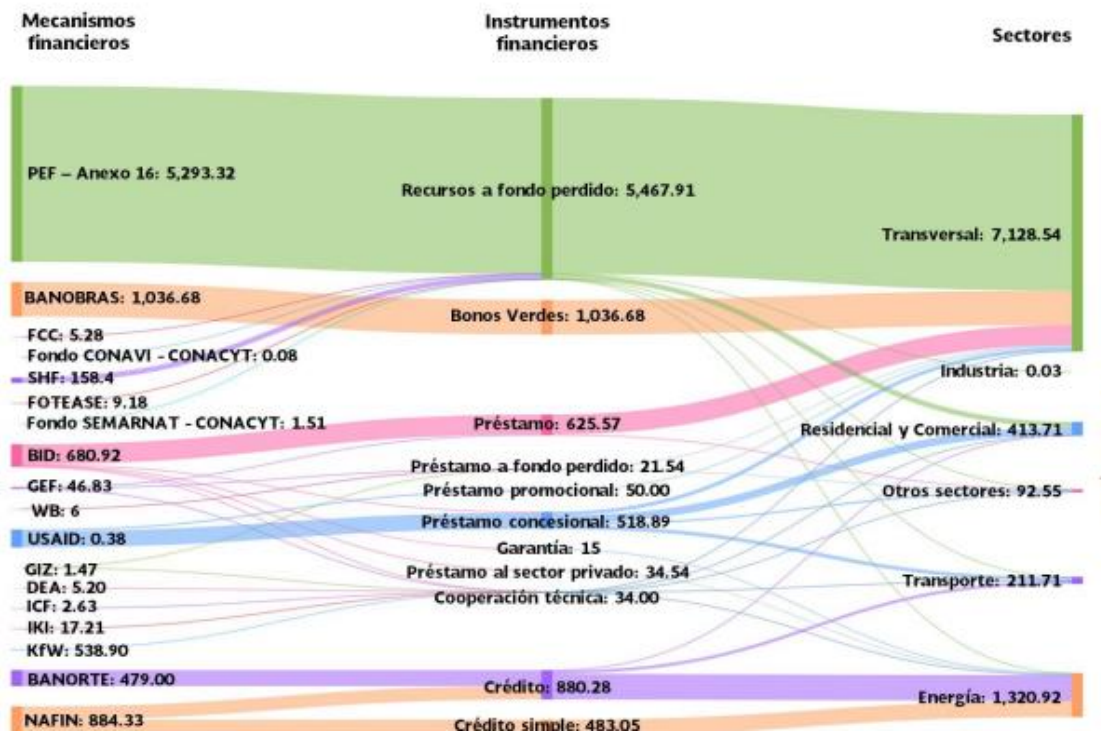 Mecanismos
financieros
Instrumentos
financieros
Sectores
PEF – Anexo 16: 5,293.32
BANOBRAS: 1,036.68
FCC: 5.28
Fondo CONAVI - CONACYT: 0.08
SHF: 158.4
FOTEASE: 9.18
Fondo SEMARNAT - CONACYT: 1.51
BID: 680.92
GEF: 46.83
WB: 6
USAID: 0.38
GIZ: 1.47
DEA: 5.20
ICF: 2.63
IKI: 17.21
KfW: 538.90
BANORTE: 479.00
NAFIN: 884.33
Recursos a fondo perdido: 5,467.91
Bonos Verdes: 1,036.68
Préstamo: 625.57
Préstamo a fondo perdido: 21.54
Préstamo promocional: 50.00
Préstamo concesional: 518.89
Garantía: 15
Préstamo al sector privado: 34.54
Cooperación técnica: 34.00
Crédito: 880.28
Crédito simple: 483.05
Transversal: 7,128.54
Industria: 0.03
Residencial y Comercial: 413.71
Otros sectores: 92.55
Transporte: 211.71
Energía: 1,320.92